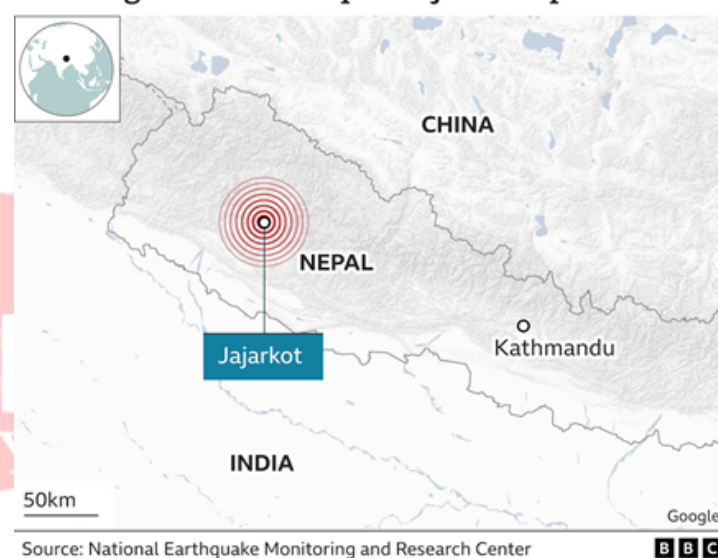 CHINA
NEPAL
Kathmandu
Jajarkot
INDIA
50km
Google
Source: National Earthquake Monitoring and Research Center
BBC